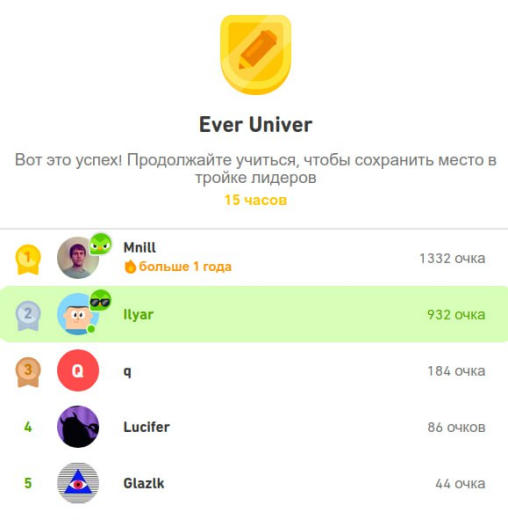 Ever Univer
Вот это успех! Продолжайте учиться, чтобы сохранить место в
тройке лидеров
15 часов
1
Mnill
больше 1 года
1332 очка
2
Ilyar
932 очка
3
Q
q
184 очка
4
Lucifer
86 очков
5
Glazlk
44 очка